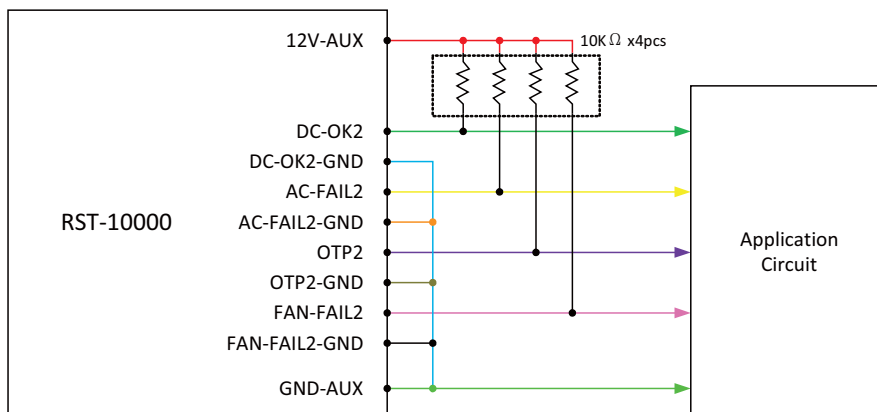 12V-AUX
10KΩ x4pcs
DC-OK2
DC-OK2-GND
AC-FAIL2
RST-10000
AC-FAIL2-GND
OTP2
Application
Circuit
OTP2-GND
FAN-FAIL2
FAN-FAIL2-GND
GND-AUX